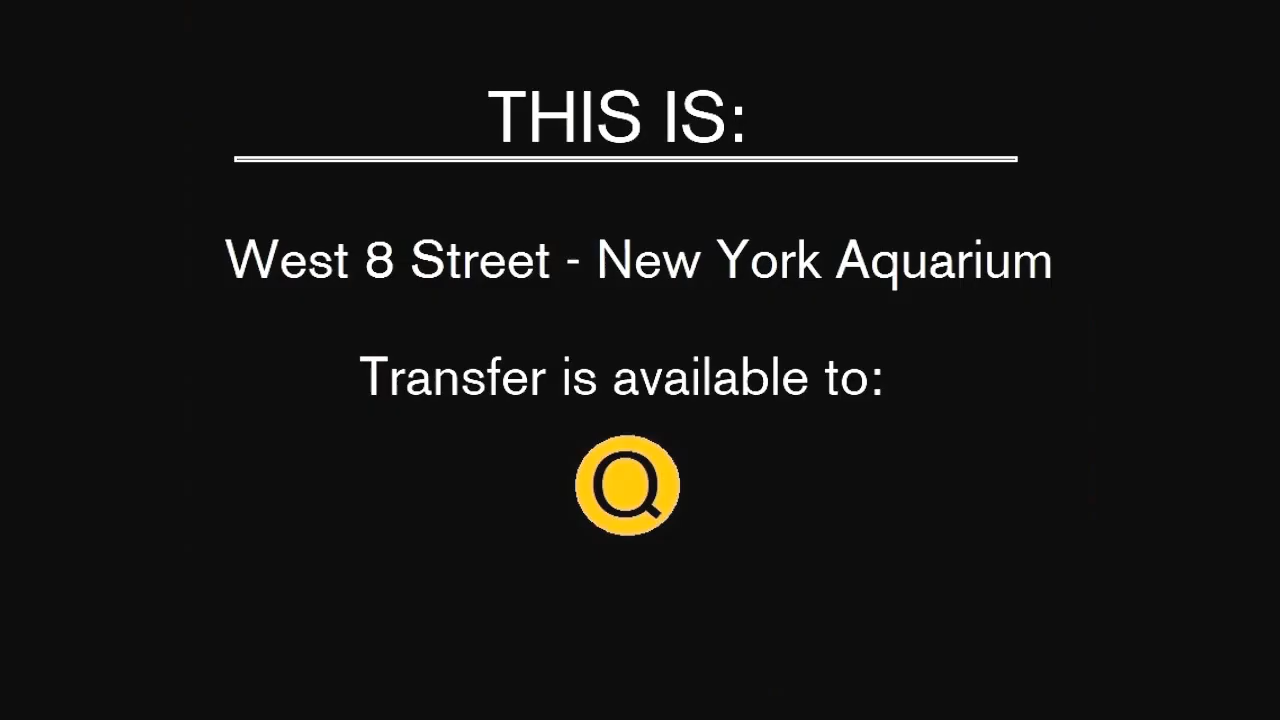 THIS IS:
West 8 Street - New York Aquarium
Transfer is available to:
Q